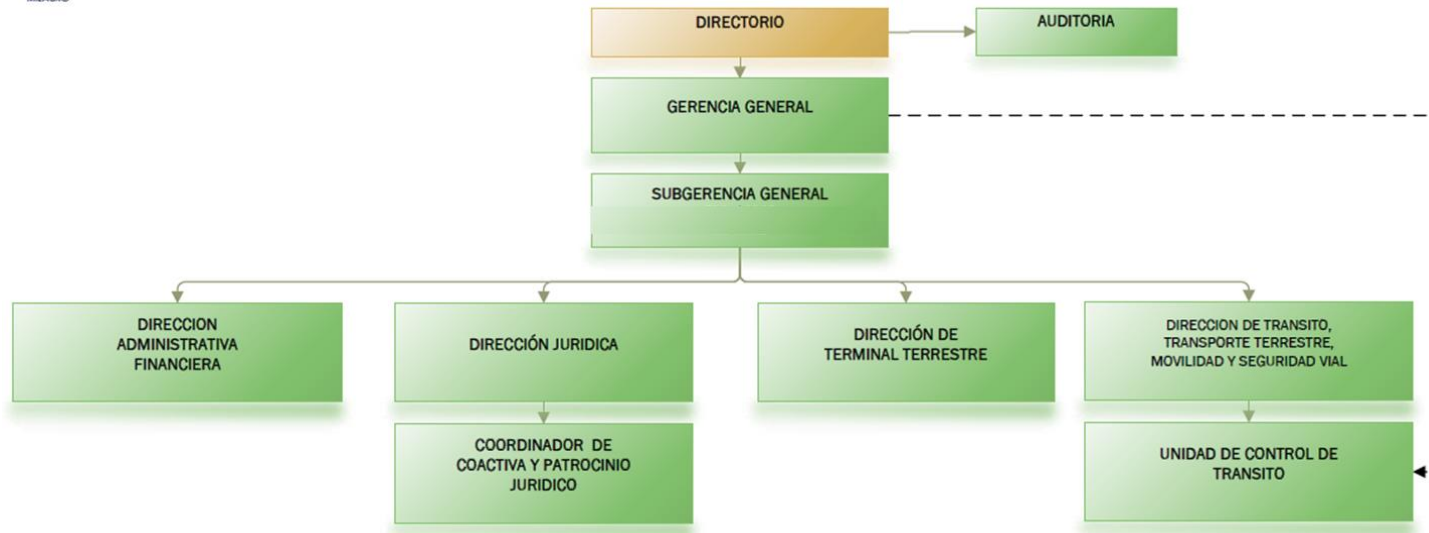 DIRECTORIO
AUDITORIA
GERENCIA GENERAL
SUBGERENCIA GENERAL
DIRECCION
ADMINISTRATIVA
FINANCIERA
DIRECCIÓN JURIDICA
DIRECCIÓN DE
TERMINAL TERRESTRE
DIRECCION DE TRANSITO,
TRANSPORTE TERRESTRE,
MOVILIDAD Y SEGURIDAD VIAL
COORDINADOR DE
COACTIVA Y PATROCINIO
JURIDICO
UNIDAD DE CONTROL DE
TRANSITO